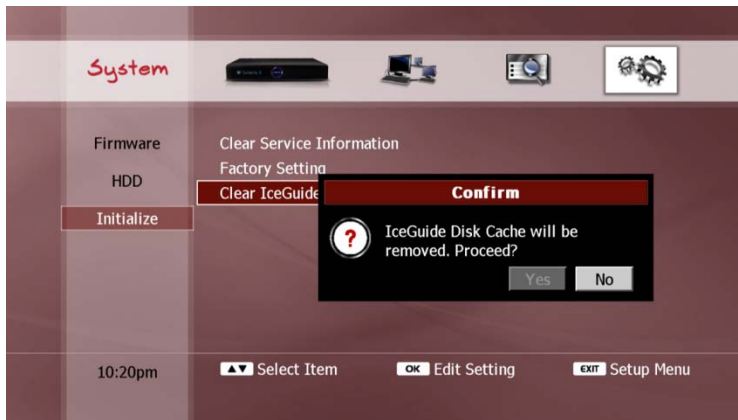 System
Firmware
HDD
Initialize
10:20pm
Clear Service Information
Factory Setting
Clear IceGuide
Confirm
?
IceGuide Disk Cache will be
removed. Proceed?
Yes
No
▲▼ Select Item
OK Edit Setting
EXIT Setup Menu